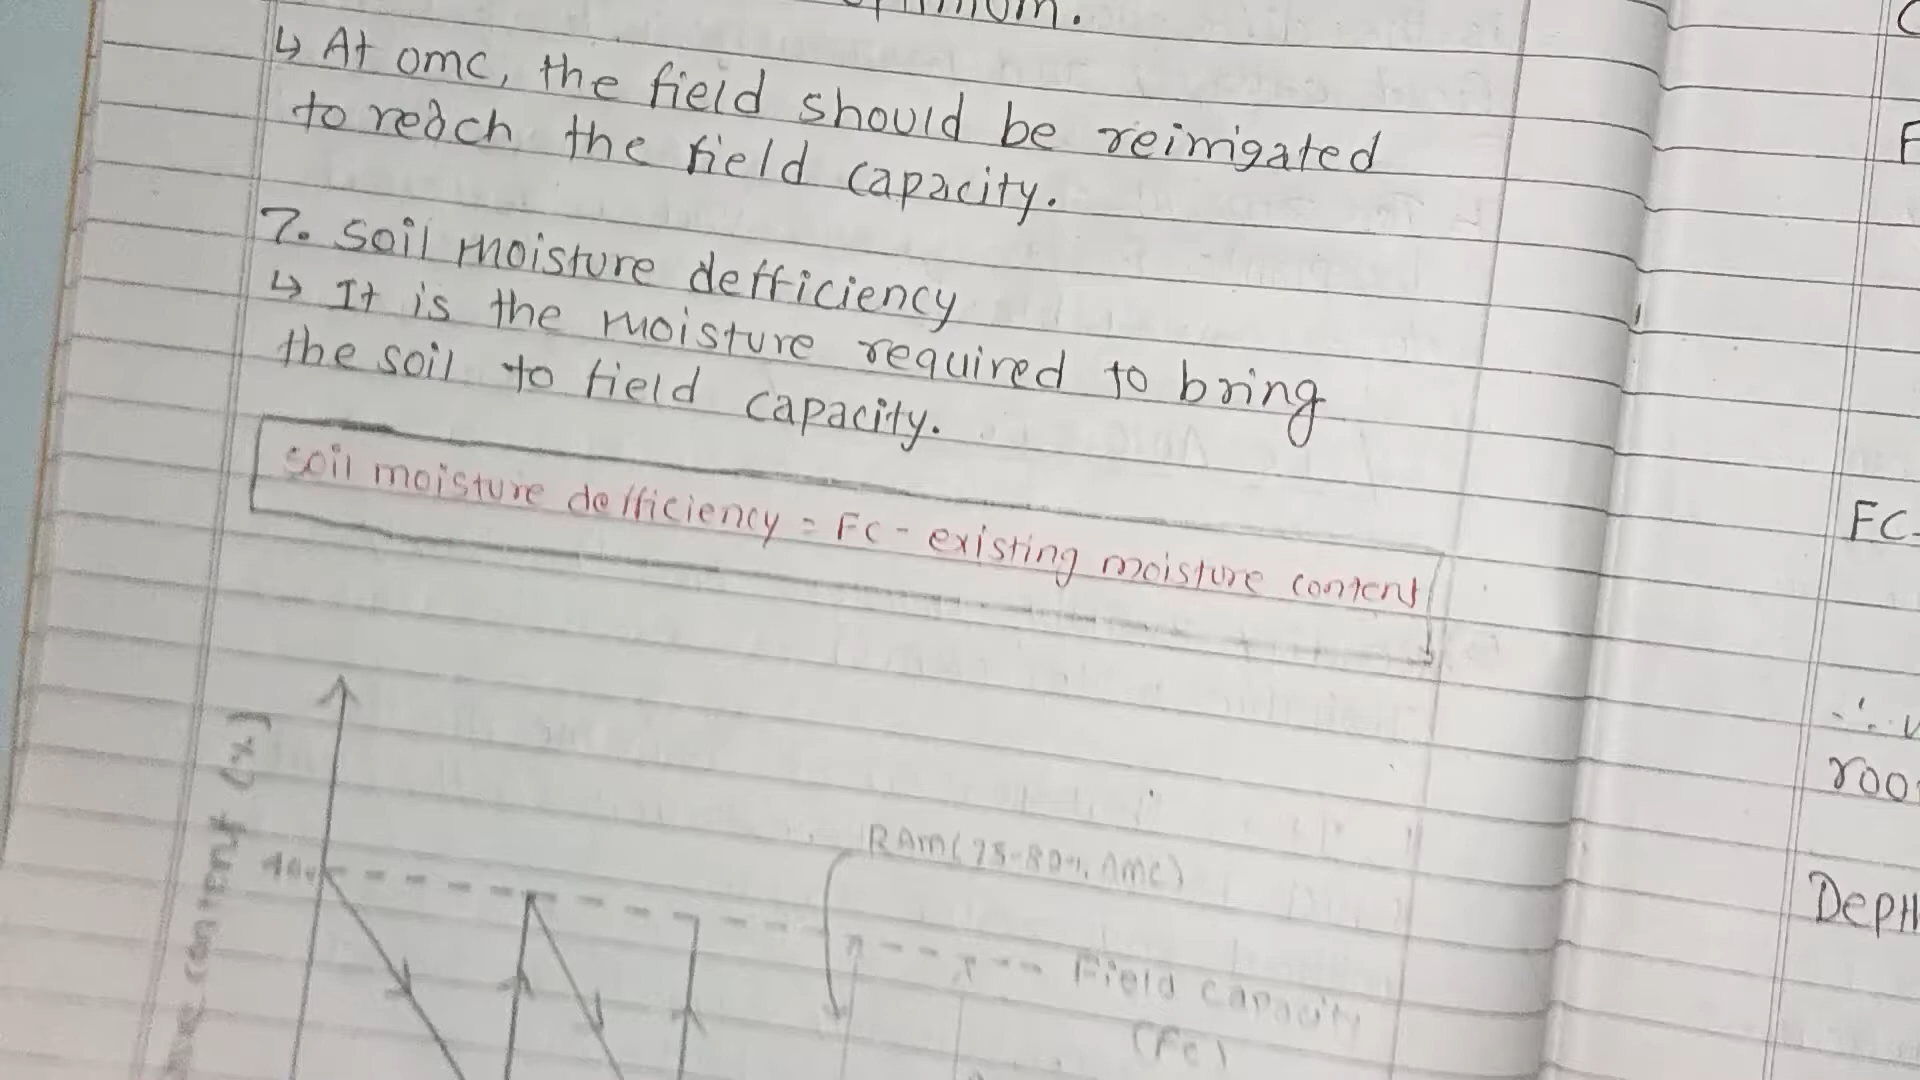 ↳ At omc, the field should be reirrigated
to reach the field capacity.
7. soil moisture defficiency
↳ It is the moisture required to bring
the soil to field capacity.
soil moisture defficiency = FC - existing moisture content
content (%)
RAM (75-80% AMC)
40
Field capacity
(FC)
FC
∴
Dept